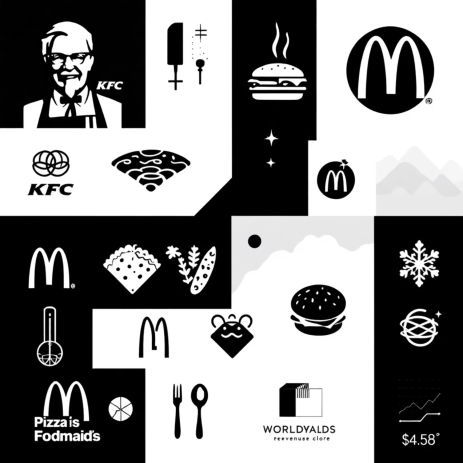 KFC
KFC
Pizza is
Fodmaid's
WORLDYALDS
reevenuse clore
$4.58°